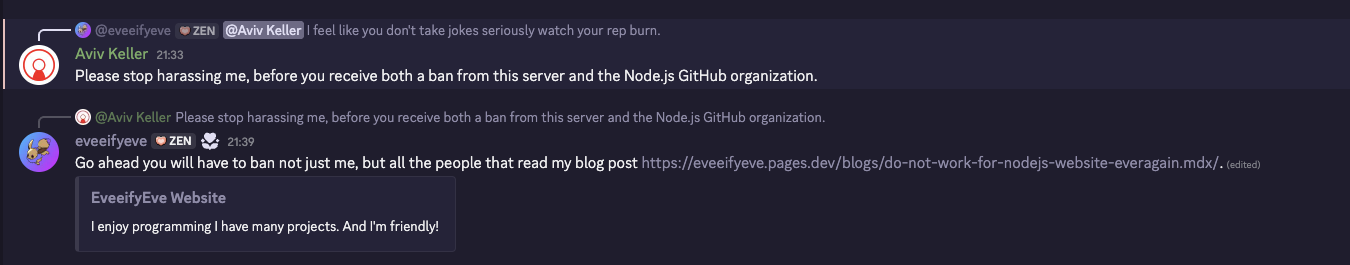 @eveeifyeve ZEN @Aviv Keller I feel like you don't take jokes seriously watch your rep burn.
Aviv Keller 21:33
Please stop harassing me, before you receive both a ban from this server and the Node.js GitHub organization.
@Aviv Keller Please stop harassing me, before you receive both a ban from this server and the Node.js GitHub organization.
eveeifyeve ZEN 21:39
Go ahead you will have to ban not just me, but all the people that read my blog post https://eveeifyeve.pages.dev/blogs/do-not-work-for-nodejs-website-everagain.mdx/. (edited)
EveeifyEve Website
I enjoy programming I have many projects. And I'm friendly!